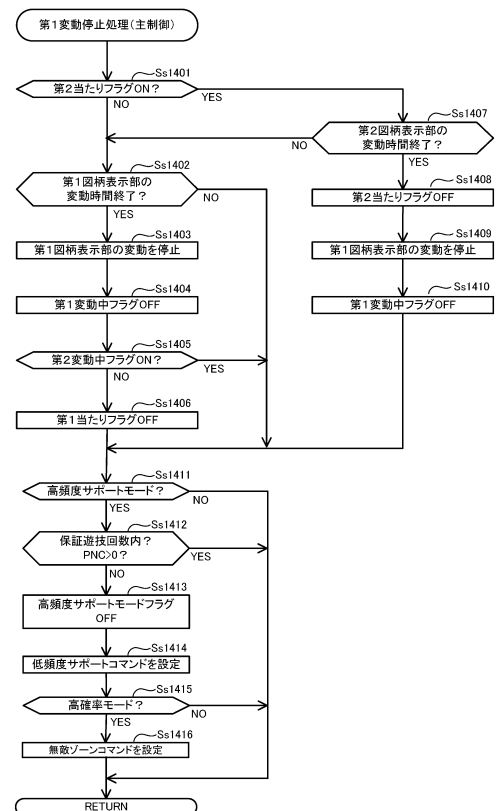 第1変動停止処理(主制御)
Ss1401
第2当たりフラグON?
YES
NO
Ss1407
第2図柄表示部の
変動時間終了?
NO
YES
Ss1402
第1図柄表示部の
変動時間終了?
NO
YES
Ss1408
第2当たりフラグOFF
Ss1403
第1図柄表示部の変動を停止
Ss1409
第1図柄表示部の変動を停止
Ss1404
第1変動中フラグOFF
Ss1410
第1変動中フラグOFF
Ss1405
第2変動中フラグON?
YES
NO
Ss1406
第1当たりフラグOFF
Ss1411
高頻度サポートモード?
NO
YES
Ss1412
保証遊技回数内?
PNC>0?
YES
NO
Ss1413
高頻度サポートモードフラグ
OFF
Ss1414
低頻度サポートコマンドを設定
Ss1415
高確率モード?
NO
YES
Ss1416
無敵ゾーンコマンドを設定
RETURN